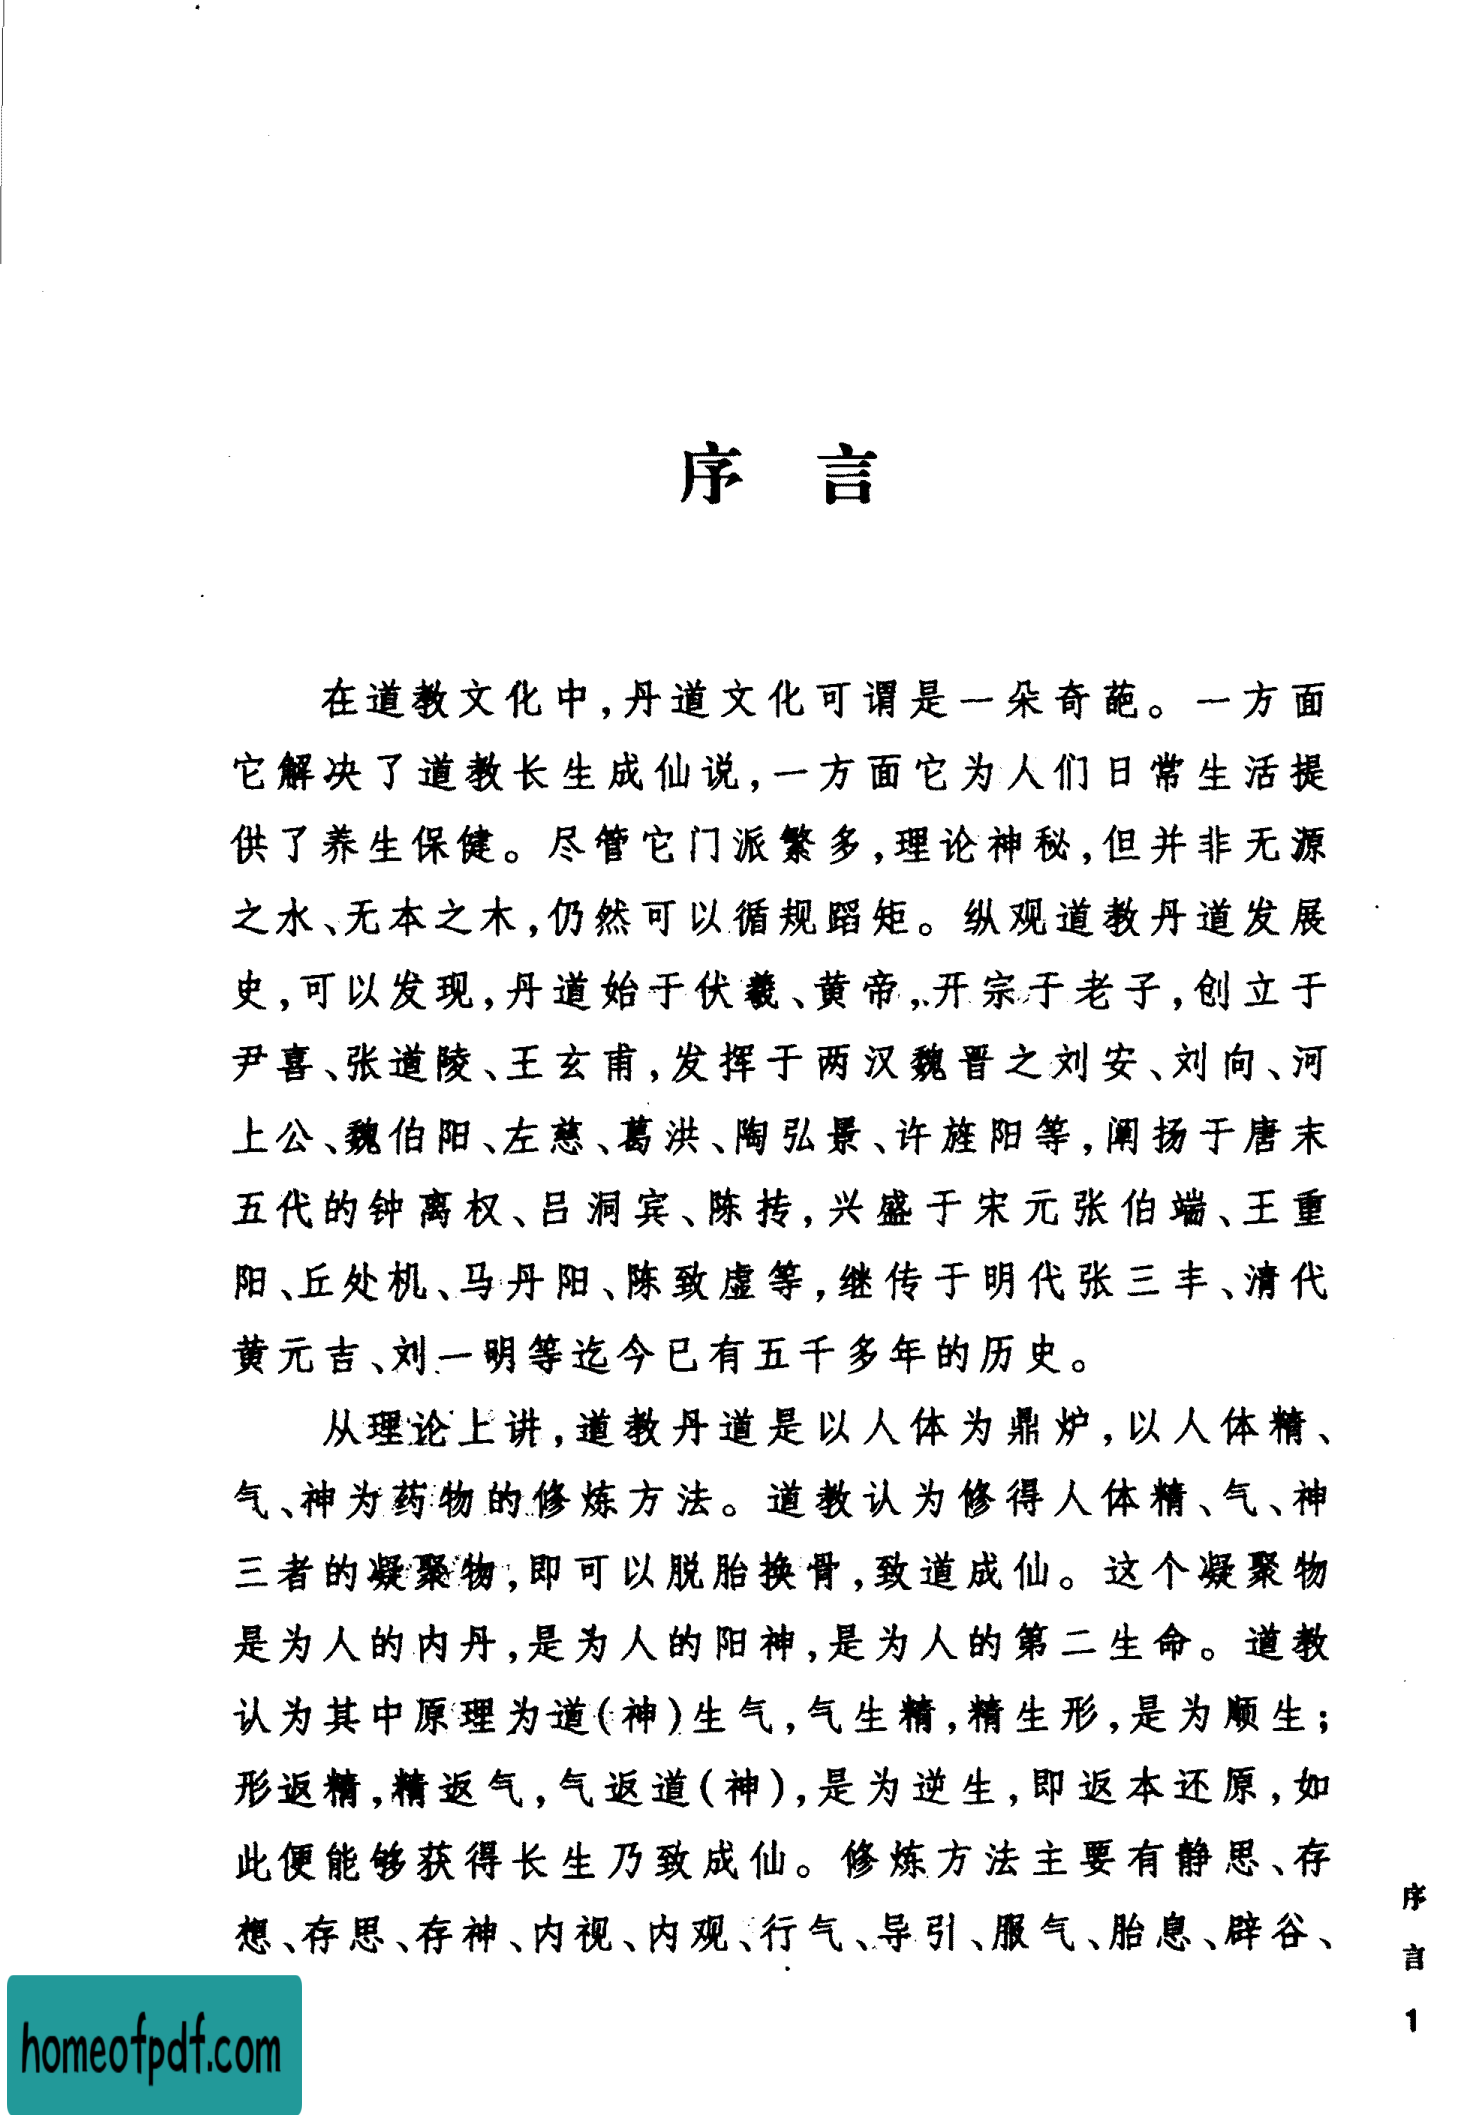 序言
在道教文化中,丹道文化可谓是一朵奇葩。一方面
它解决了道教长生成仙说,一方面它为人们日常生活提
供了养生保健。尽管它门派繁多,理论神秘,但并非无源
之水、无本之木,仍然可以循规蹈矩。纵观道教丹道发展
史,可以发现,丹道始于伏羲、黄帝,开宗于老子,创立于
尹喜、张道陵、王玄甫,发挥于两汉魏晋之刘安、刘向、河
上公、魏伯阳、左慈、葛洪、陶弘景、许旌阳等,阐扬于唐末
五代的钟离权、吕洞宾、陈抟,兴盛于宋元张伯端、王重
阳、丘处机、马丹阳、陈致虚等,继传于明代张三丰、清代
黄元吉、刘一明等迄今已有五千多年的历史。
从理论上讲,道教丹道是以人体为鼎炉,以人体精、
气、神为药物的修炼方法。道教认为修得人体精、气、神
三者的凝聚物,即可以脱胎换骨,致道成仙。这个凝聚物
是为人的内丹,是为人的阳神,是为人的第二生命。道教
认为其中原理为道(神)生气,气生精,精生形,是为顺生;
形返精,精返气,气返道(神),是为逆生,即返本还原,如
此便能够获得长生乃致成仙。修炼方法主要有静思、存
想、存思、存神、内视、内观、行气、导引、服气、胎息、辟谷、
序
言
1
homeofpdf.com